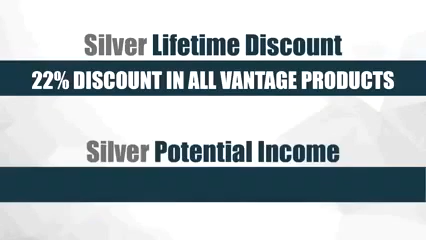 Silver Lifetime Discount
22% DISCOUNT IN ALL VANTAGE PRODUCTS
Silver Potential Income